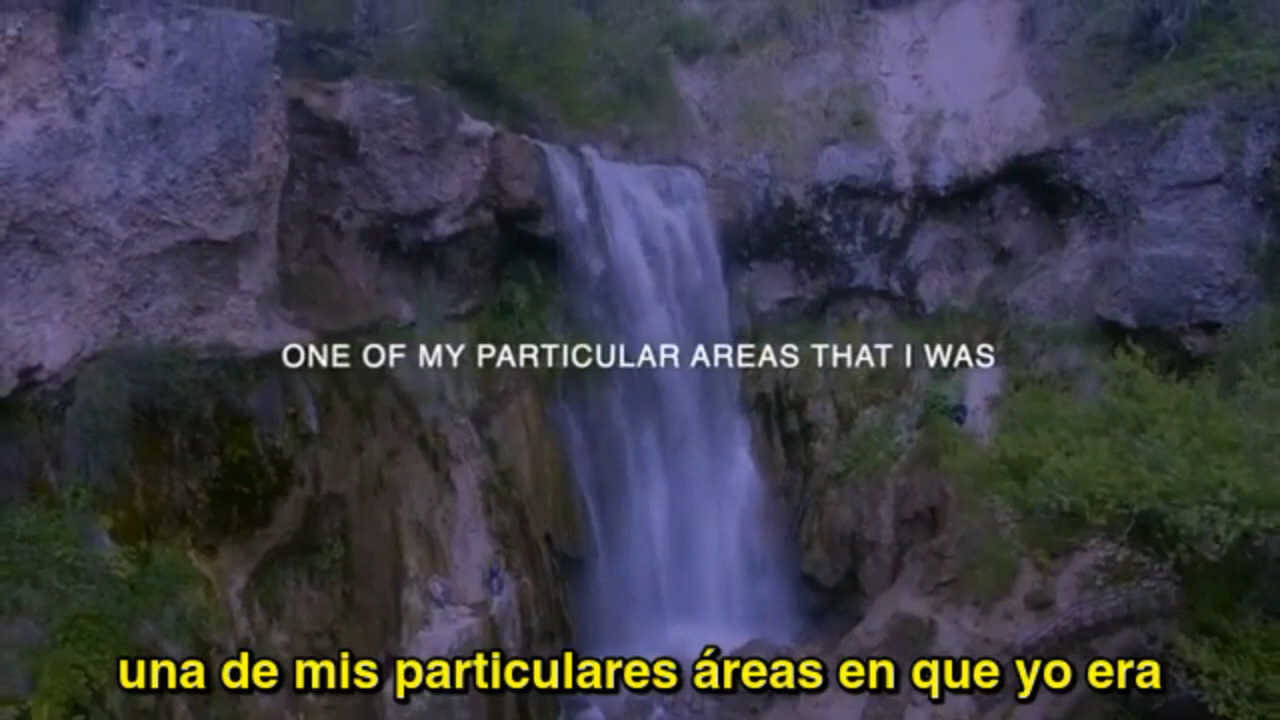 ONE OF MY PARTICULAR AREAS THAT I WAS
una de mis particulares áreas en que yo era